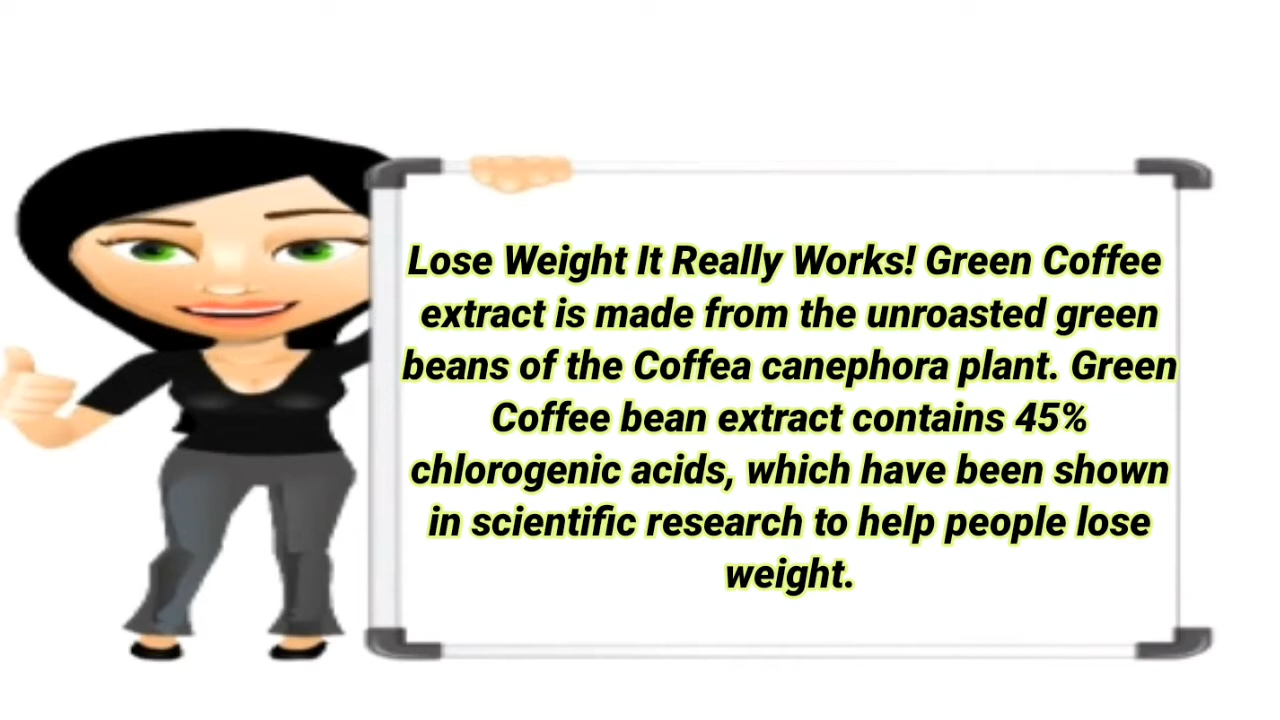 Lose Weight It Really Works! Green Coffee
extract is made from the unroasted green
beans of the Coffea canephora plant. Green
Coffee bean extract contains 45%
chlorogenic acids, which have been shown
in scientific research to help people lose
weight.